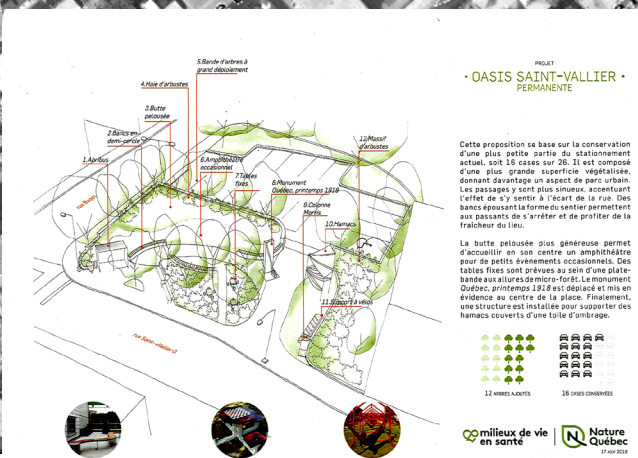 PROJET
• OASIS SAINT-VALLIER •
PERMANENTE
5.Bande d'arbres à
grand déploiement
4.Haie d'arbustes
3.Butte
pelousée
2.Bancs en
demi-cercle
1.Abribus
6.Amphithéâtre
occasionnel
7.Tables
fixes
8.Monument
Québec, printemps 1918
9.Colonne
Morris
10.Hamacs
11.Support à vélos
12.Massif
d'arbustes
rue Saint-Vallier O
Cette proposition se base sur la conservation
d'une plus petite partie du stationnement
actuel, soit 16 cases sur 26. Il est composé
d'une plus grande superficie végétalisée,
donnant davantage un aspect de parc urbain.
Les passages y sont plus sinueux, accentuant
l'effet de s'y sentir à l'écart de la rue. Des
bancs épousant la forme du sentier permettent
aux passants de s'arrêter et de profiter de la
fraîcheur du lieu.
La butte pelousée plus généreuse permet
d'accueillir en son centre un amphithéâtre
pour de petits évènements occasionnels. Des
tables fixes sont prévues au sein d'une plate-
bande aux allures de micro-forêt. Le monument
Québec, printemps 1918 est déplacé et mis en
évidence au centre de la place. Finalement,
une structure est installée pour supporter des
hamacs couverts d'une toile d'ombrage.
12 ARBRES AJOUTÉS
16 CASES CONSERVÉES
milieux de vie
en santé
Nature
Québec
17 AOÛT 2019